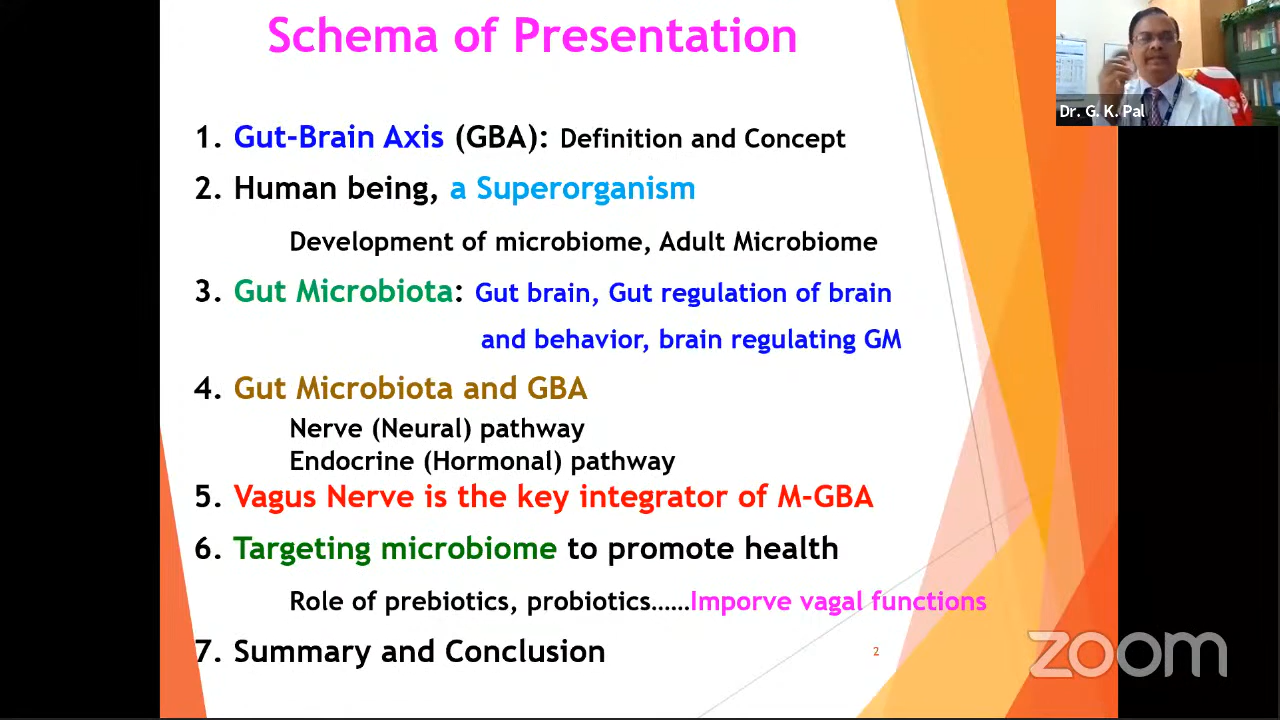 Schema of Presentation
Dr. G. K. Pal
1. Gut-Brain Axis (GBA): Definition and Concept
2. Human being, a Superorganism
Development of microbiome, Adult Microbiome
3. Gut Microbiota: Gut brain, Gut regulation of brain
and behavior, brain regulating GM
4. Gut Microbiota and GBA
Nerve (Neural) pathway
Endocrine (Hormonal) pathway
5. Vagus Nerve is the key integrator of M-GBA
6. Targeting microbiome to promote health
Role of prebiotics, probiotics……Imporve vagal functions
7. Summary and Conclusion
2
zoom